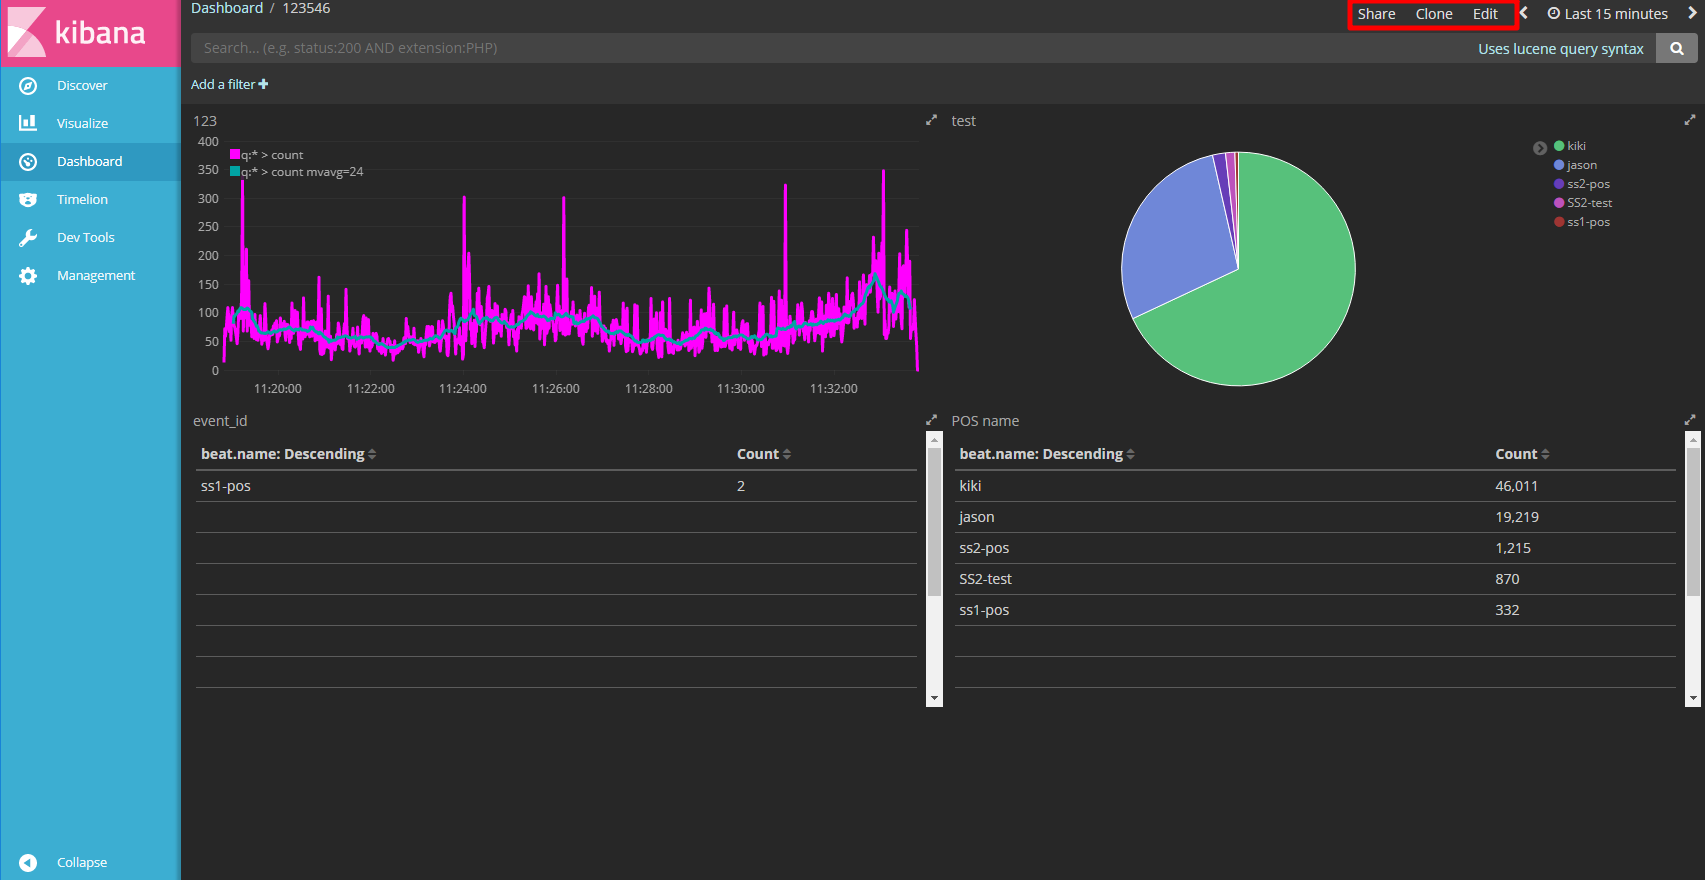 kibana
Discover
Visualize
Dashboard
Timelion
Dev Tools
Management
Collapse
Dashboard / 123546
Share Clone Edit Last 15 minutes
Search... (e.g. status:200 AND extension:PHP) Uses lucene query syntax
Add a filter
123
400
350
300
250
200
150
100
50
0
q:* > count
q:* > count mvavg=24
11:20:00 11:22:00 11:24:00 11:26:00 11:28:00 11:30:00 11:32:00
test
kiki
jason
ss2-pos
SS2-test
ss1-pos
event_id
beat.name: Descending Count
ss1-pos 2
POS name
beat.name: Descending Count
kiki 46,011
jason 19,219
ss2-pos 1,215
SS2-test 870
ss1-pos 332